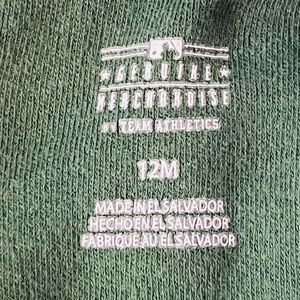 GENUINE
MERCHANDISE
BY TEAM ATHLETICS
12M
MADE IN EL SALVADOR
HECHO EN EL SALVADOR
FABRIQUE AU EL SALVADOR